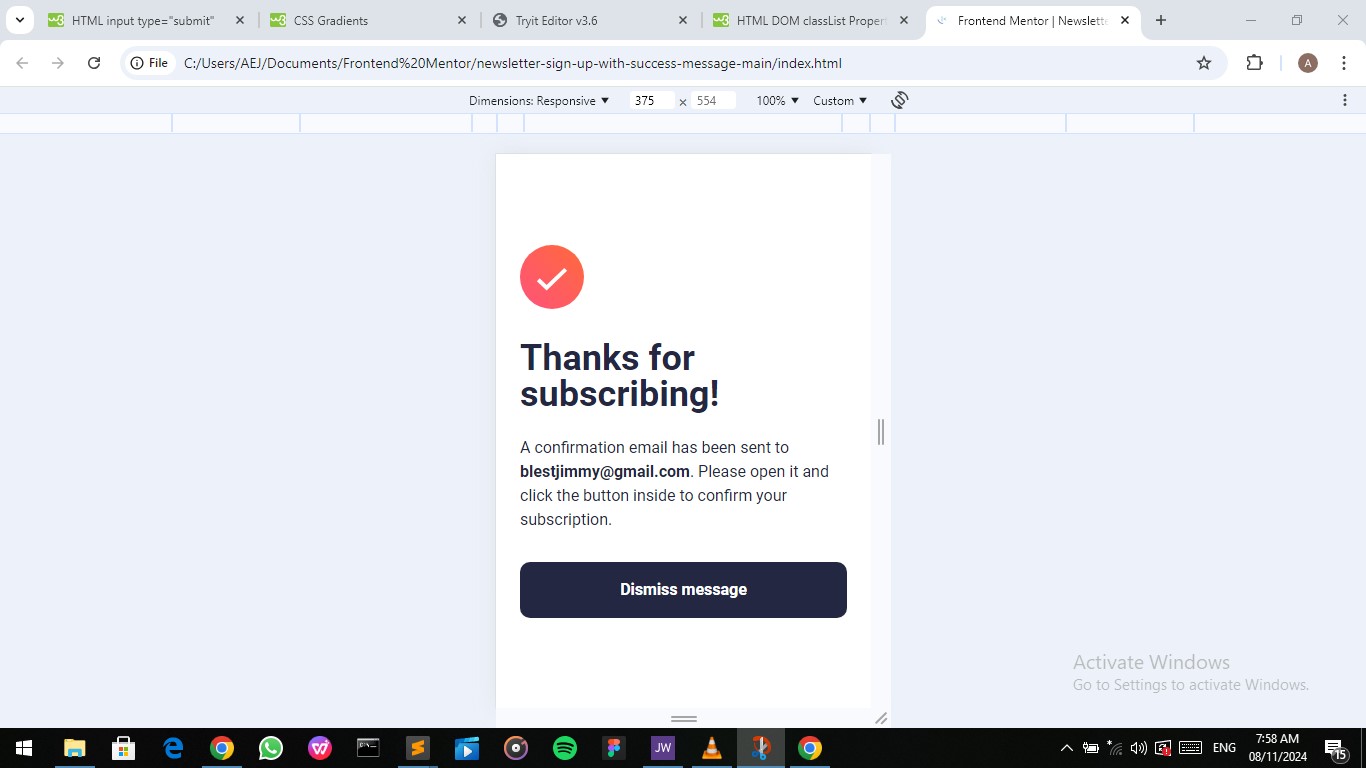 HTML input type="submit"
CSS Gradients
Tryit Editor v3.6
HTML DOM classList Proper
Frontend Mentor | Newslette
File
C:/Users/AEJ/Documents/Frontend%20Mentor/newsletter-sign-up-with-success-message-main/index.html
A
Dimensions: Responsive
375
×
554
100%
Custom
Thanks for
subscribing!
A confirmation email has been sent to
blestjimmy@gmail.com. Please open it and
click the button inside to confirm your
subscription.
Dismiss message
Activate Windows
Go to Settings to activate Windows.
JW
ENG
7:58 AM
08/11/2024
15